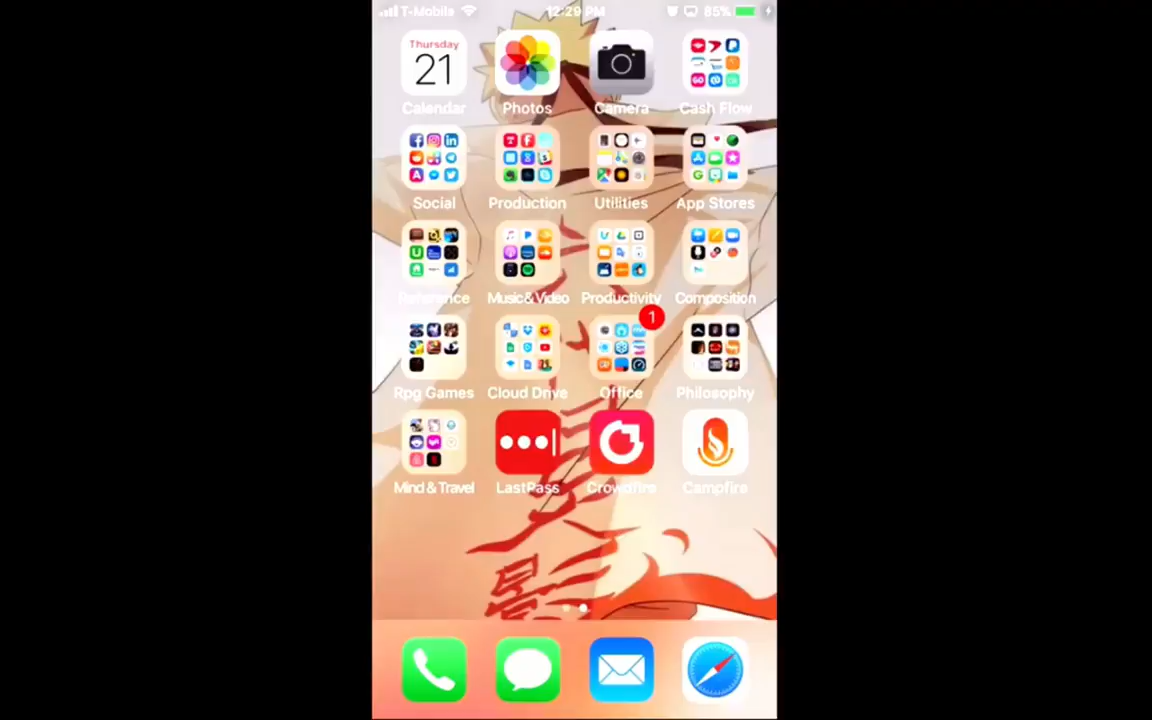 T-Mobile 12:29 PM 85%
Thursday
21
Calendar Photos Camera Cash Flow
Social Production Utilities App Stores
Reference Music & Video Productivity Composition
1
Rpg Games Cloud Drive Office Philosophy
Mind & Travel LastPass Crowdfire Campfire